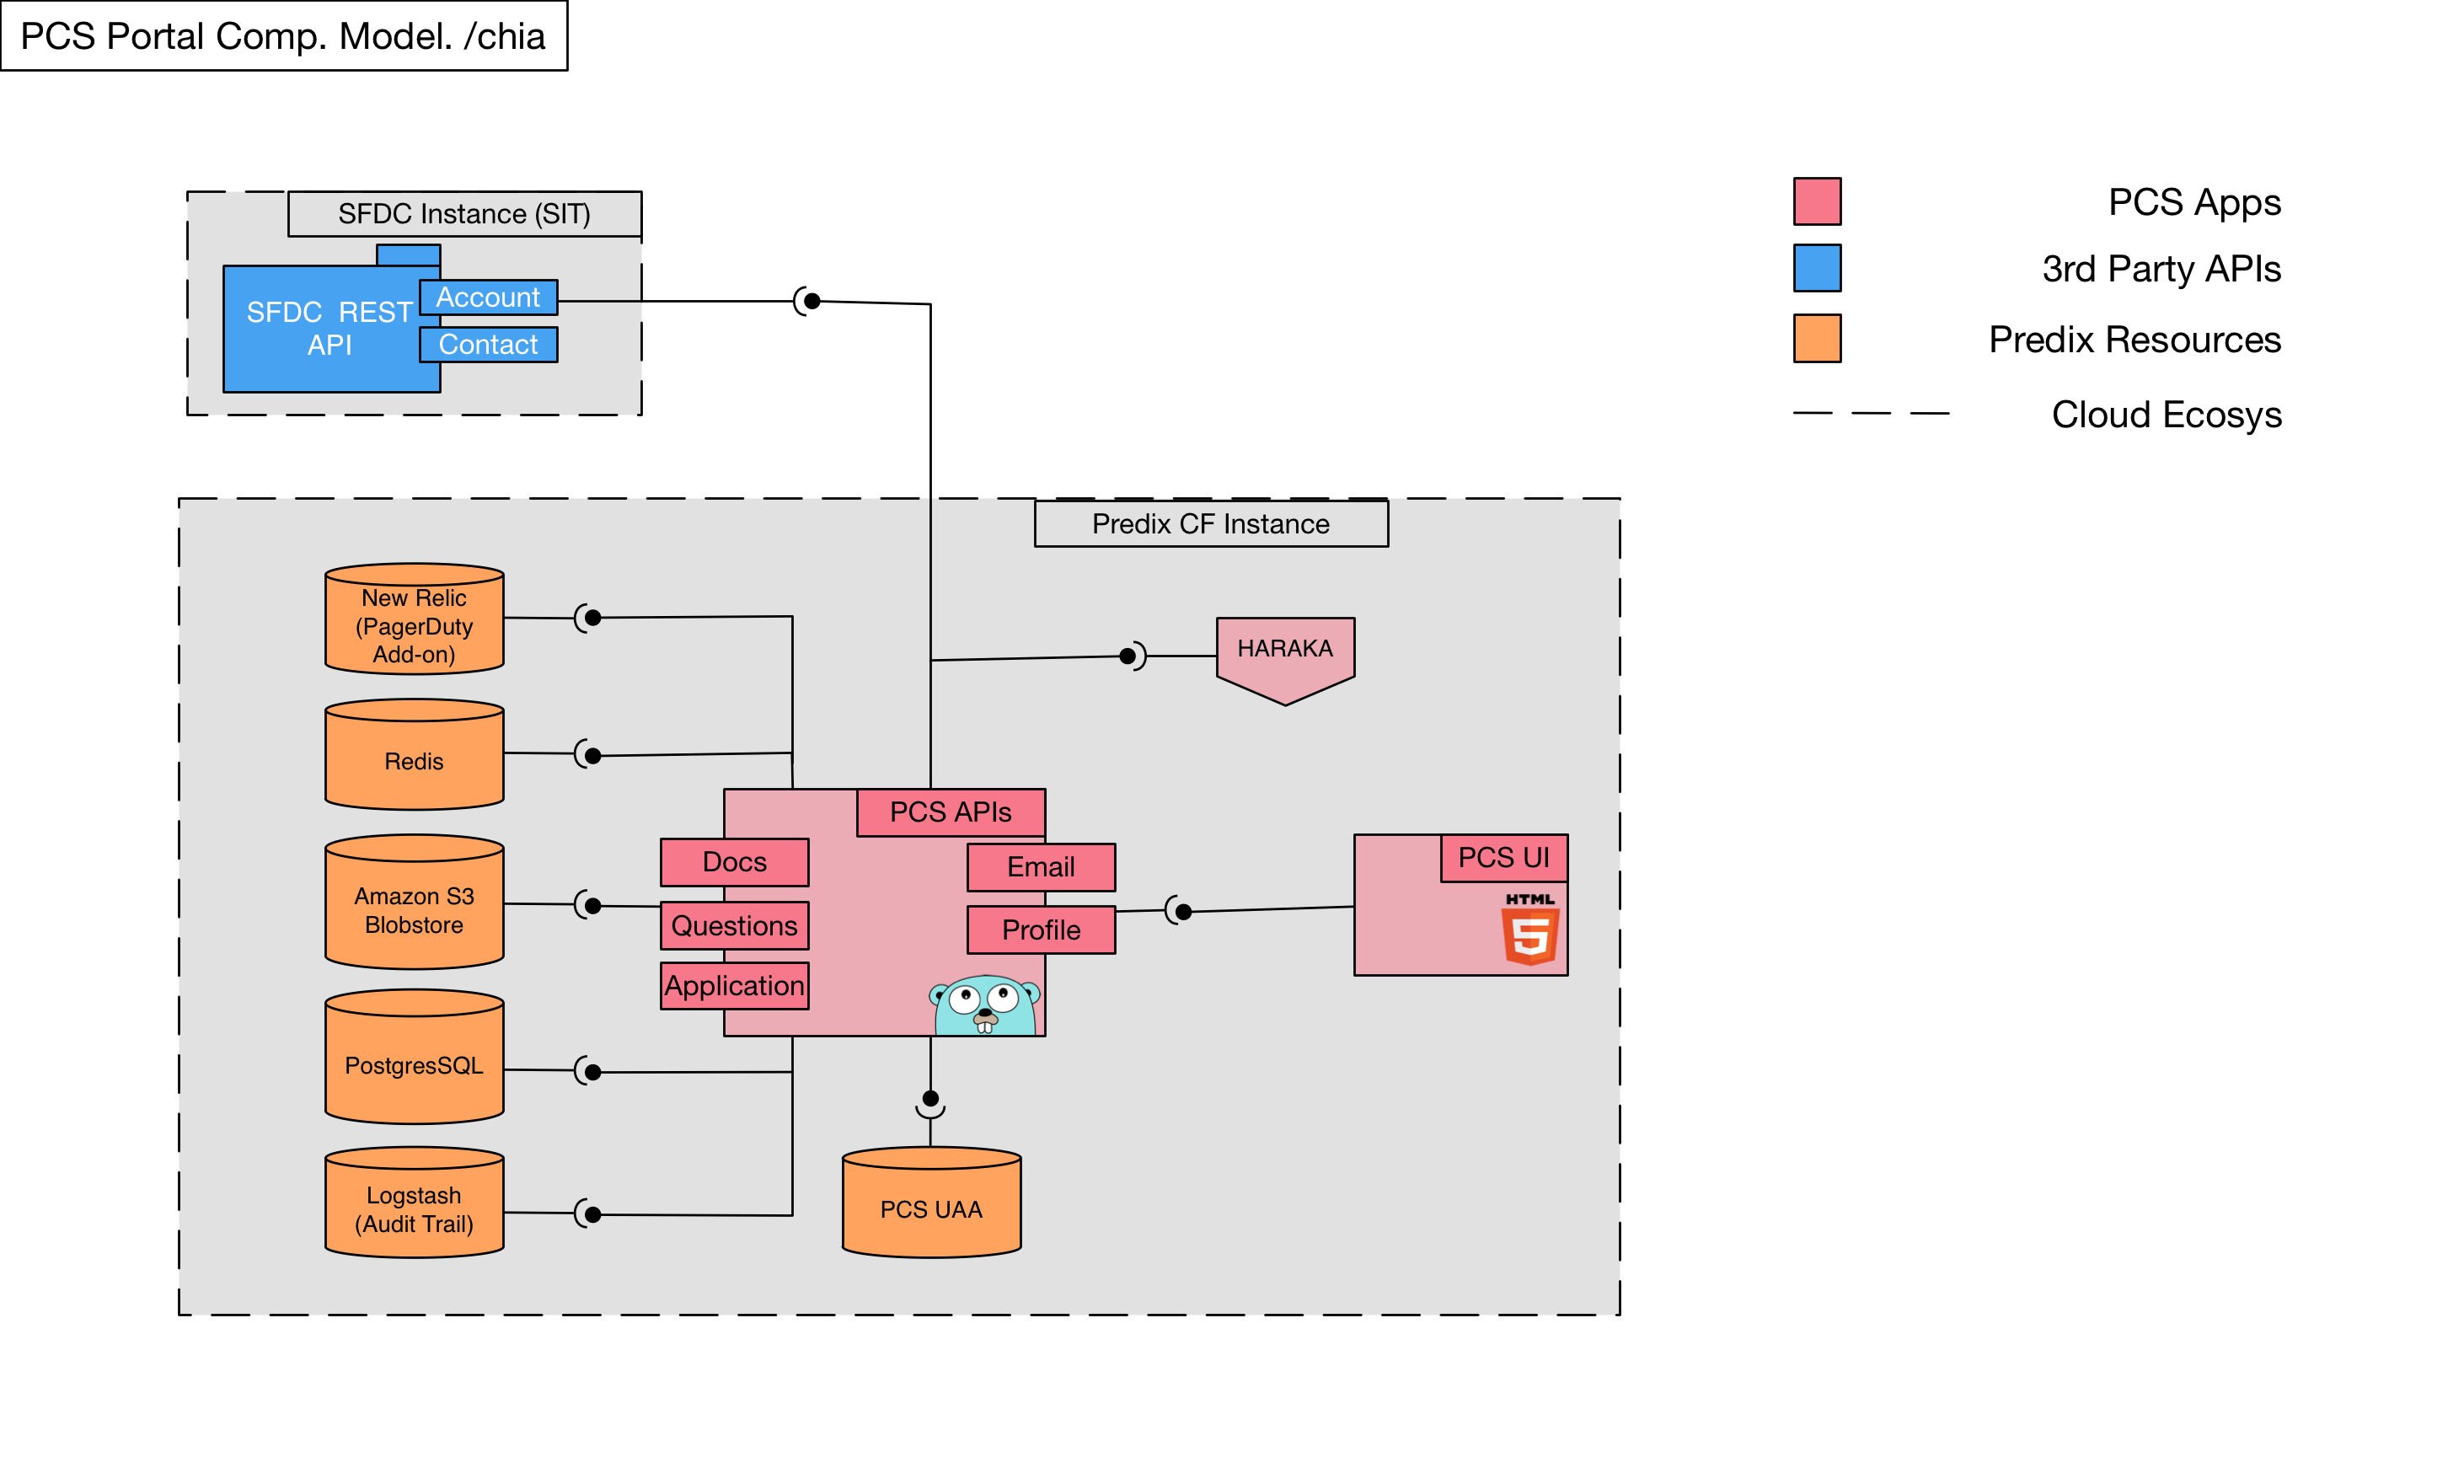 PCS Portal Comp. Model. /chia
SFDC Instance (SIT)
SFDC REST
API
Account
Contact
PCS Apps
3rd Party APIs
Predix Resources
Cloud Ecosys
Predix CF Instance
New Relic
(PagerDuty
Add-on)
HARAKA
Redis
PCS APIs
Docs
Email
PCS UI
HTML
5
Amazon S3
Blobstore
Questions
Profile
Application
PostgresSQL
Logstash
(Audit Trail)
PCS UAA